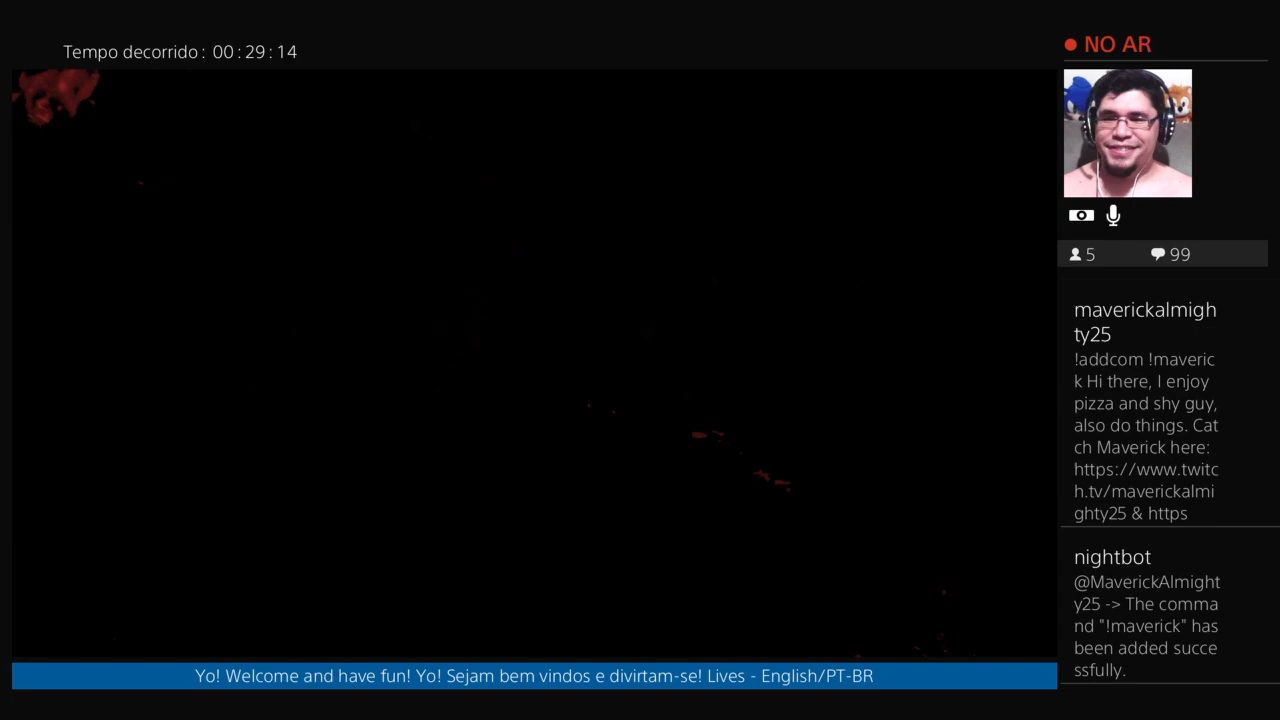 Tempo decorrido: 00:29:14
NO AR
5 99
maverickalmigh
ty25
!addcom !maveric
k Hi there, I enjoy
pizza and shy guy,
also do things. Cat
ch Maverick here:
https://www.twitc
h.tv/maverickalmi
ghty25 & https
nightbot
@MaverickAlmight
y25 -> The comma
nd "!maverick" has
been added succe
ssfully.
Yo! Welcome and have fun! Yo! Sejam bem vindos e divirtam-se! Lives - English/PT-BR